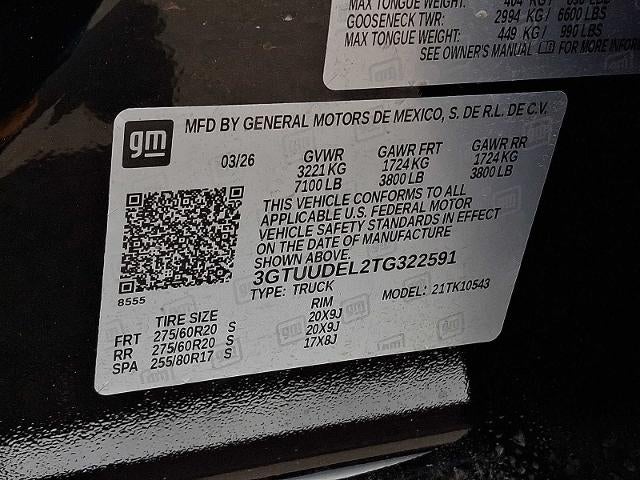 MAX TONGUE WEIGHT:
GOOSENECK TWR: 2994 KG/ 6600 LBS
MAX TONGUE WEIGHT: 449 KG/ 990 LBS
SEE OWNER'S MANUAL FOR MORE INFOR
gm
MFD BY GENERAL MOTORS DE MEXICO, S. DE R.L. DE C.V.
03/26 GVWR GAWR FRT GAWR RR
3221 KG 1724 KG 1724 KG
7100 LB 3800 LB 3800 LB
THIS VEHICLE CONFORMS TO ALL
APPLICABLE U.S. FEDERAL MOTOR
VEHICLE SAFETY STANDARDS IN EFFECT
ON THE DATE OF MANUFACTURE
SHOWN ABOVE.
8555
3GTUUDEL2TG322591
TYPE: TRUCK MODEL: 21TK10543
TIRE SIZE RIM
FRT 275/60R20 S 20X9J
RR 275/60R20 S 20X9J
SPA 255/80R17 S 17X8J